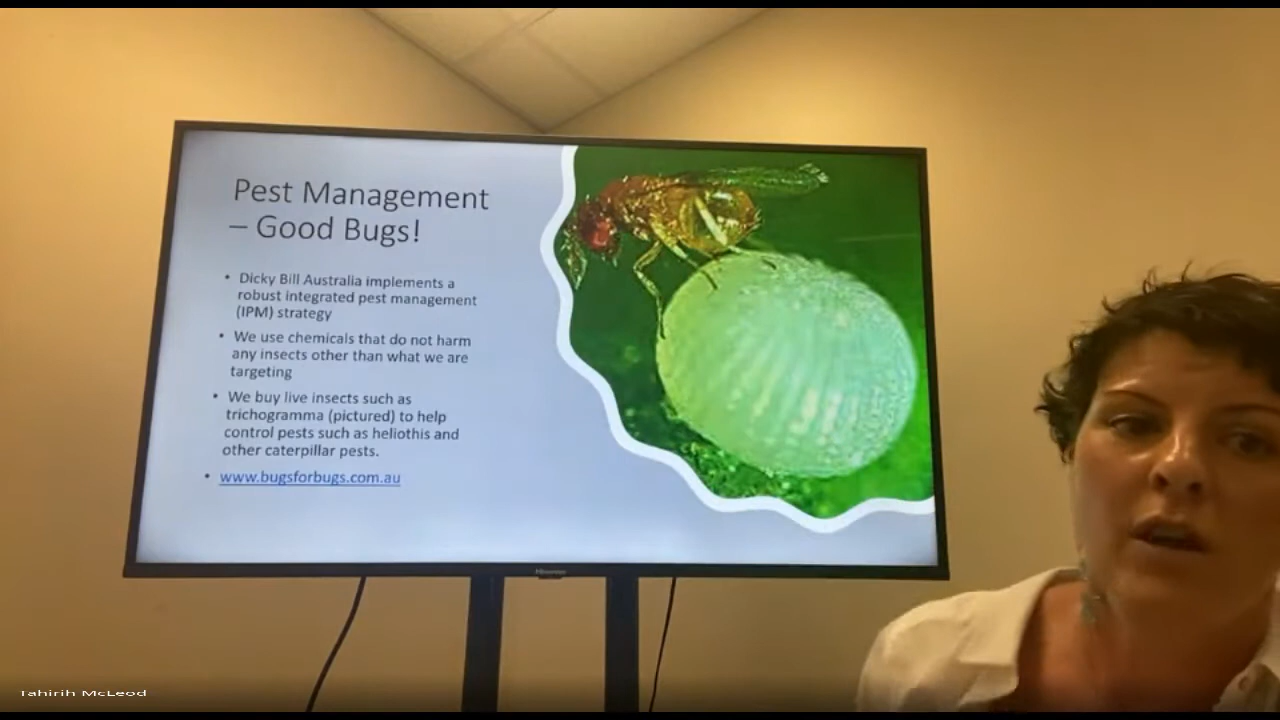 Pest Management
– Good Bugs!
• Dicky Bill Australia implements a
robust integrated pest management
(IPM) strategy
• We use chemicals that do not harm
any insects other than what we are
targeting
• We buy live insects such as
trichogramma (pictured) to help
control pests such as heliothis and
other caterpillar pests.
• www.bugsforbugs.com.au
Hisense
Tahirih McLeod